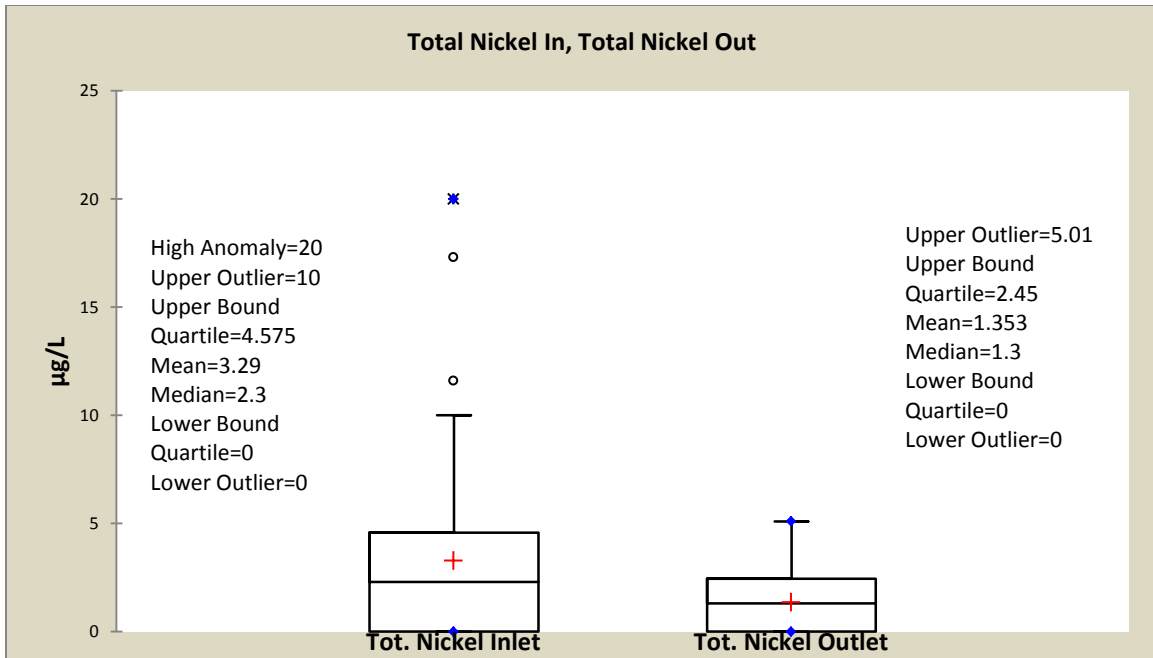 Total Nickel In, Total Nickel Out
25
20
15
10
5
0
µg/L
High Anomaly=20
Upper Outlier=10
Upper Bound
Quartile=4.575
Mean=3.29
Median=2.3
Lower Bound
Quartile=0
Lower Outlier=0
Upper Outlier=5.01
Upper Bound
Quartile=2.45
Mean=1.353
Median=1.3
Lower Bound
Quartile=0
Lower Outlier=0
Tot. Nickel Inlet
Tot. Nickel Outlet